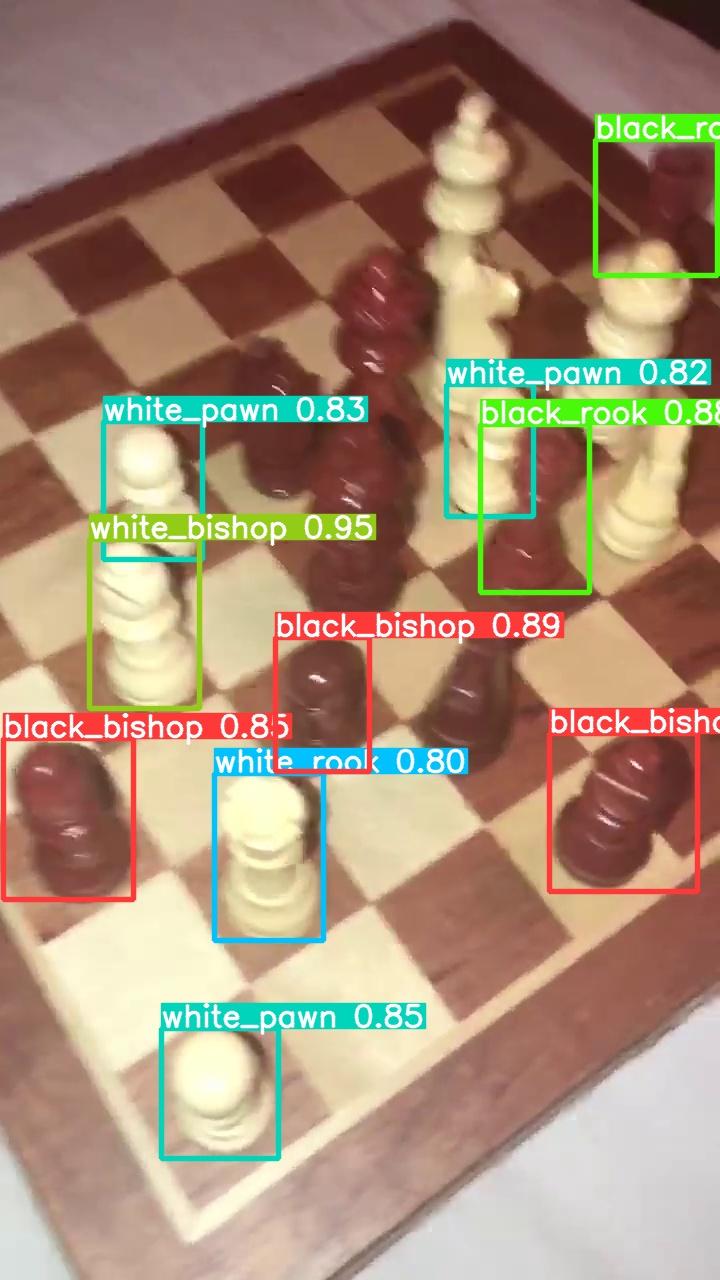 black_ro
white_pawn 0.82
white_pawn 0.83
black_rook 0.88
white_bishop 0.95
black_bishop 0.89
black_bishop 0.85
black_bisho
white_rook 0.80
white_pawn 0.85